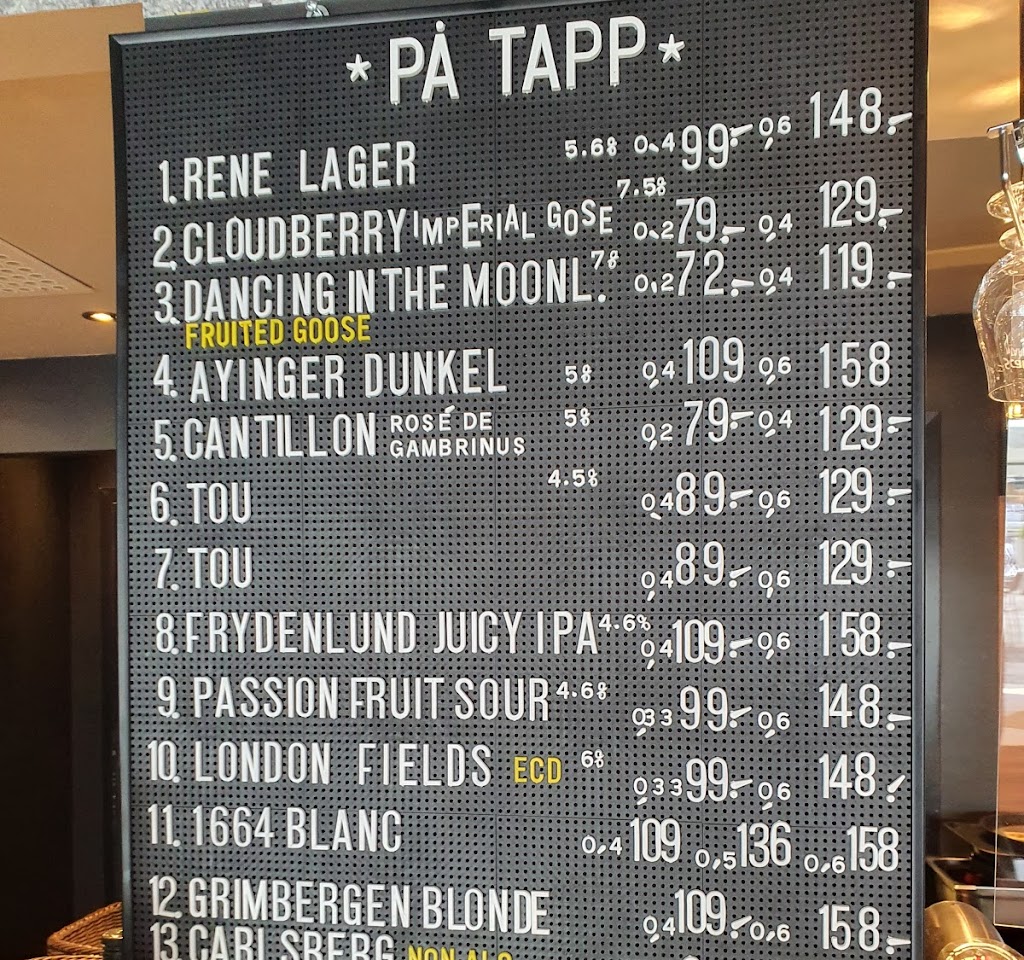 * PÅ TAPP *
1. RENE LAGER 5.6% 0.4 99.- 0,6 148.-
2. CLOUDBERRY IMPERIAL GOSE 7.5% 0.2 79.- 0,4 129.-
3. DANCING IN THE MOONL. 7% 0,2 72.- 0,4 119.-
FRUITED GOOSE
4. AYINGER DUNKEL 5% 0,4 109 0,6 158
5. CANTILLON ROSÉ DE GAMBRINUS 5% 0,2 79.- 0,4 129.-
6. TOU 4.5% 0,4 89.- 0,6 129.-
7. TOU 0,4 89.- 0,6 129.-
8. FRYDENLUND JUICY IPA 4.6% 0,4 109.- 0,6 158.-
9. PASSION FRUIT SOUR 4.6% 0,33 99.- 0,6 148.-
10. LONDON FIELDS ECD 6% 0,33 99.- 0,6 148.-
11. 1664 BLANC 0,4 109 0,5 136 0,6 158
12. GRIMBERGEN BLONDE 0,4 109.- 0,6 158.-
13. CARLSBERG NON ALC